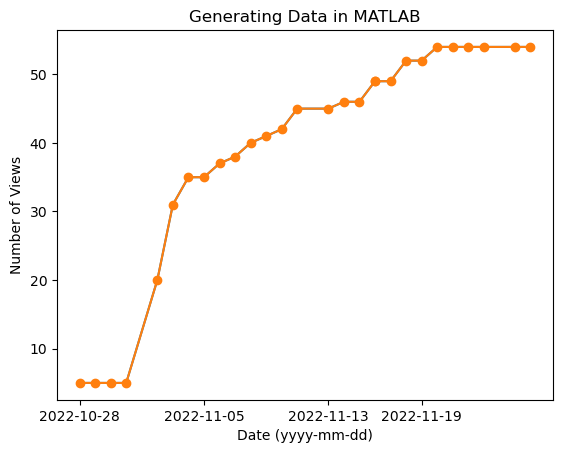 Generating Data in MATLAB
Number of Views
50
40
30
20
10
2022-10-28 2022-11-05 2022-11-13 2022-11-19
Date (yyyy-mm-dd)